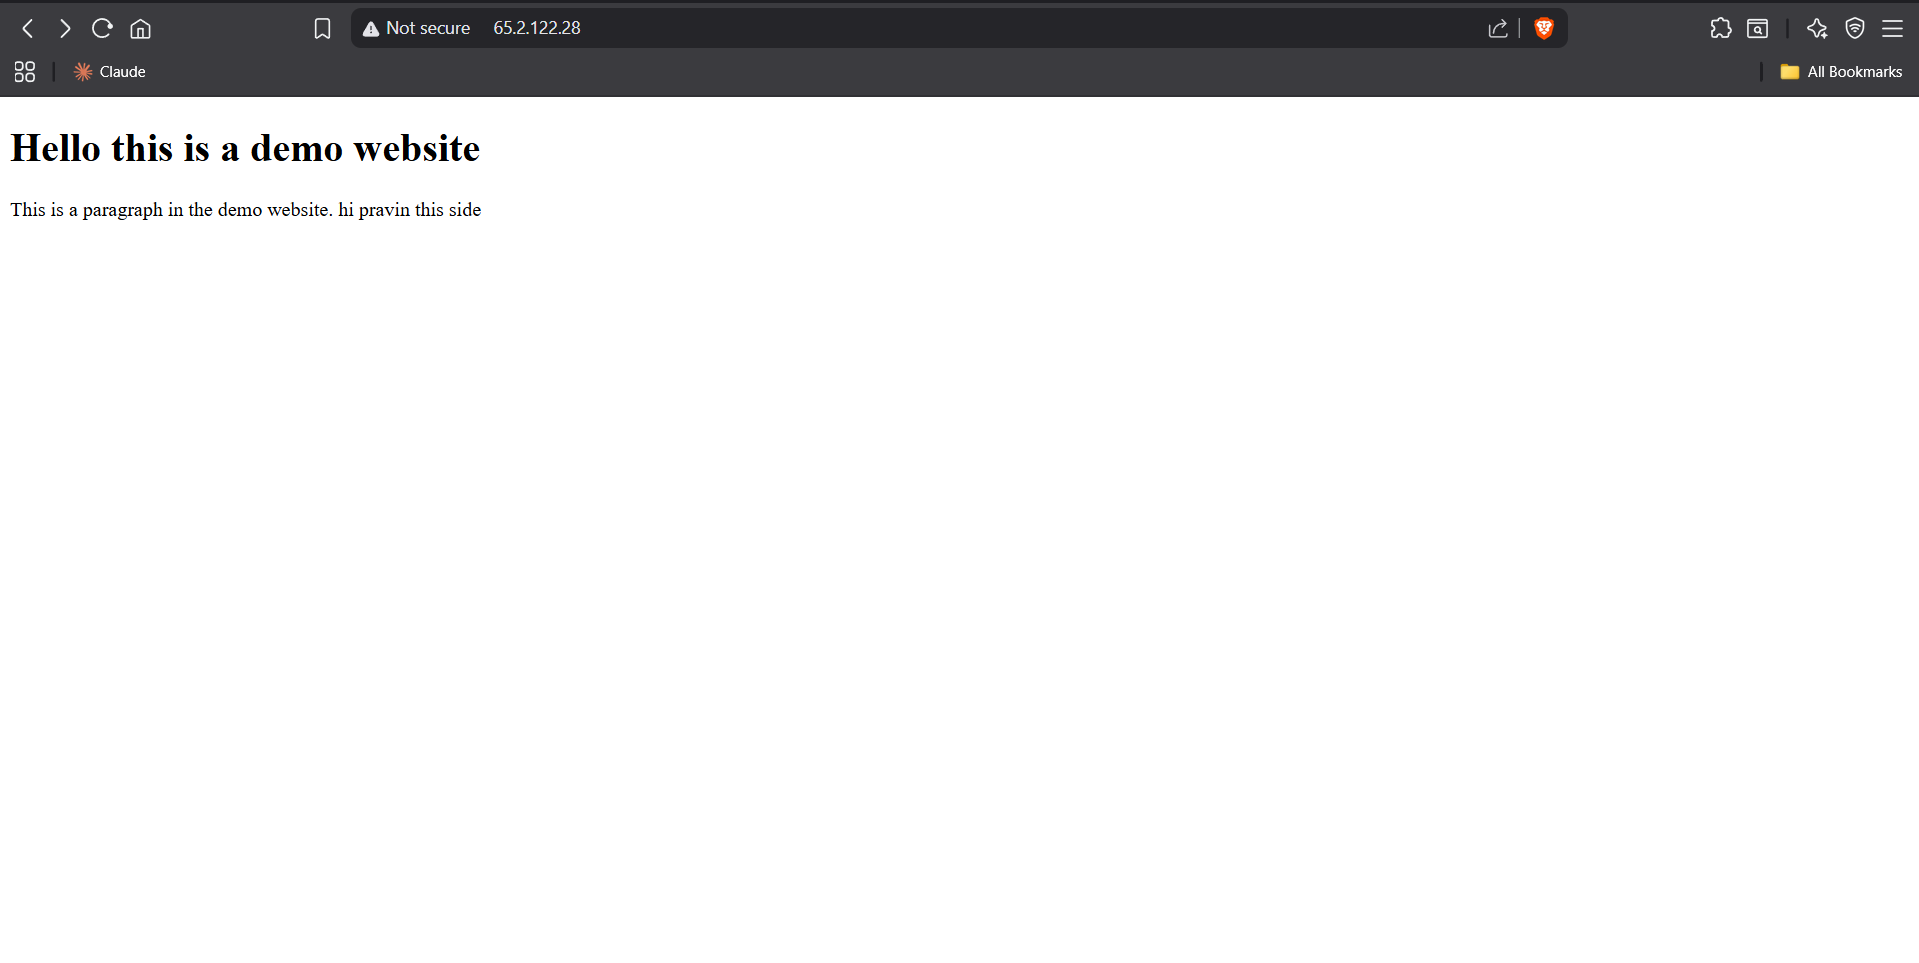 Not secure 65.2.122.28
Claude
All Bookmarks
Hello this is a demo website
This is a paragraph in the demo website. hi pravin this side